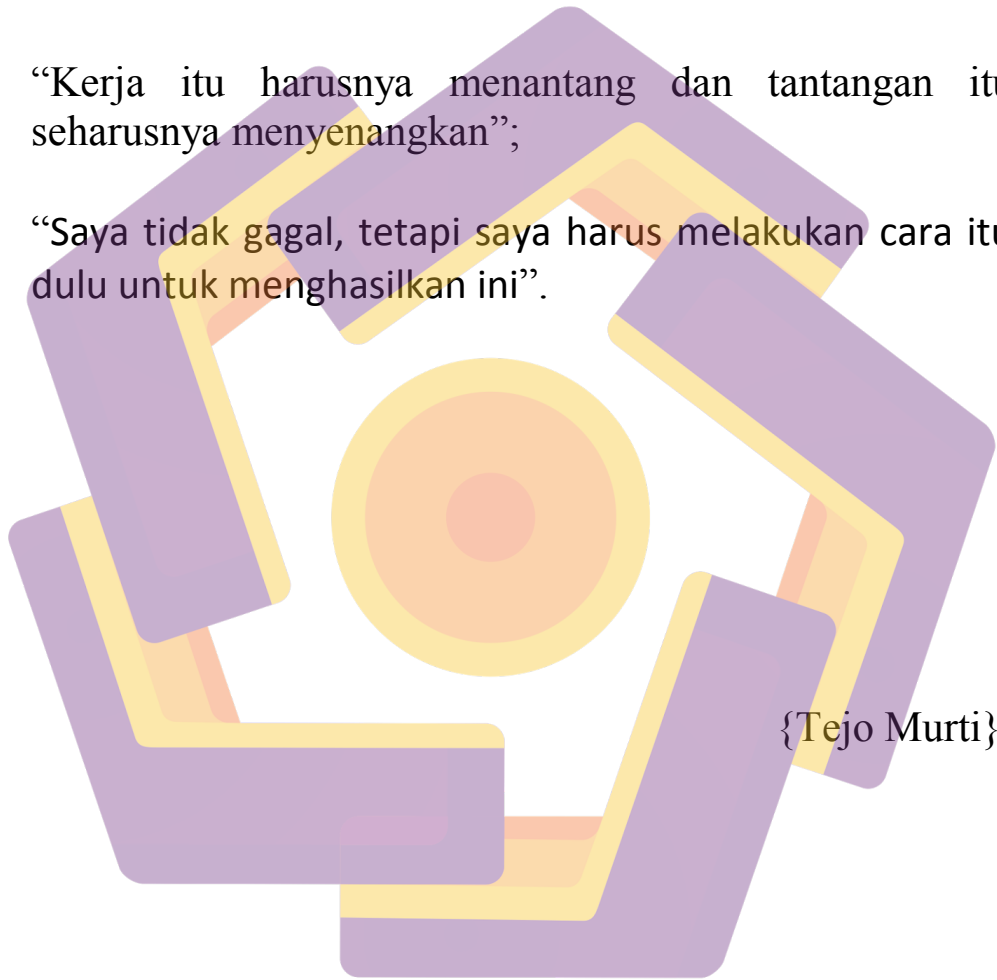 “Kerja itu harusnya menantang dan tantangan itu
seharusnya menyenangkan”;
“Saya tidak gagal, tetapi saya harus melakukan cara itu
dulu untuk menghasilkan ini”.
{Tejo Murti}